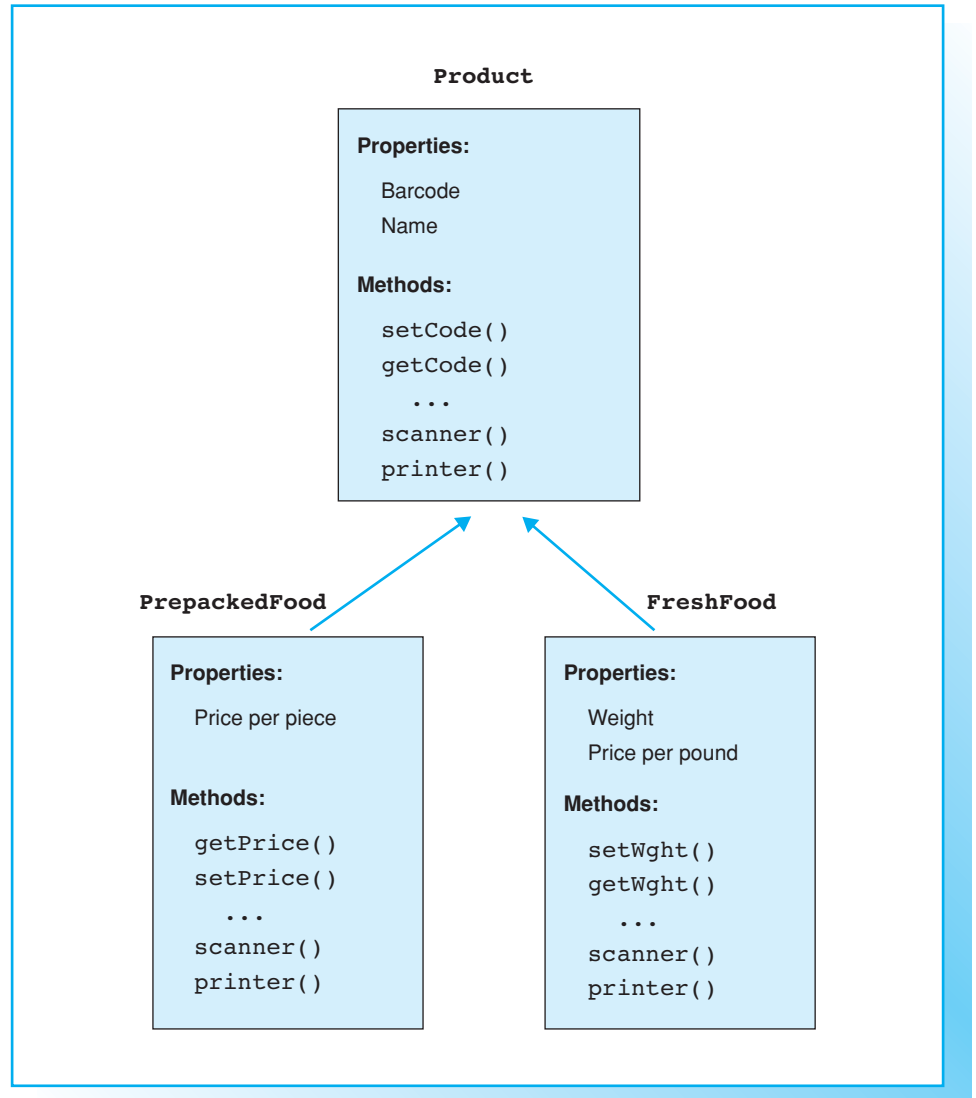 Product
Properties:
Barcode
Name
Methods:
setCode()
getCode()
...
scanner()
printer()
PrepackedFood
Properties:
Price per piece
Methods:
getPrice()
setPrice()
...
scanner()
printer()
FreshFood
Properties:
Weight
Price per pound
Methods:
setWght()
getWght()
...
scanner()
printer()